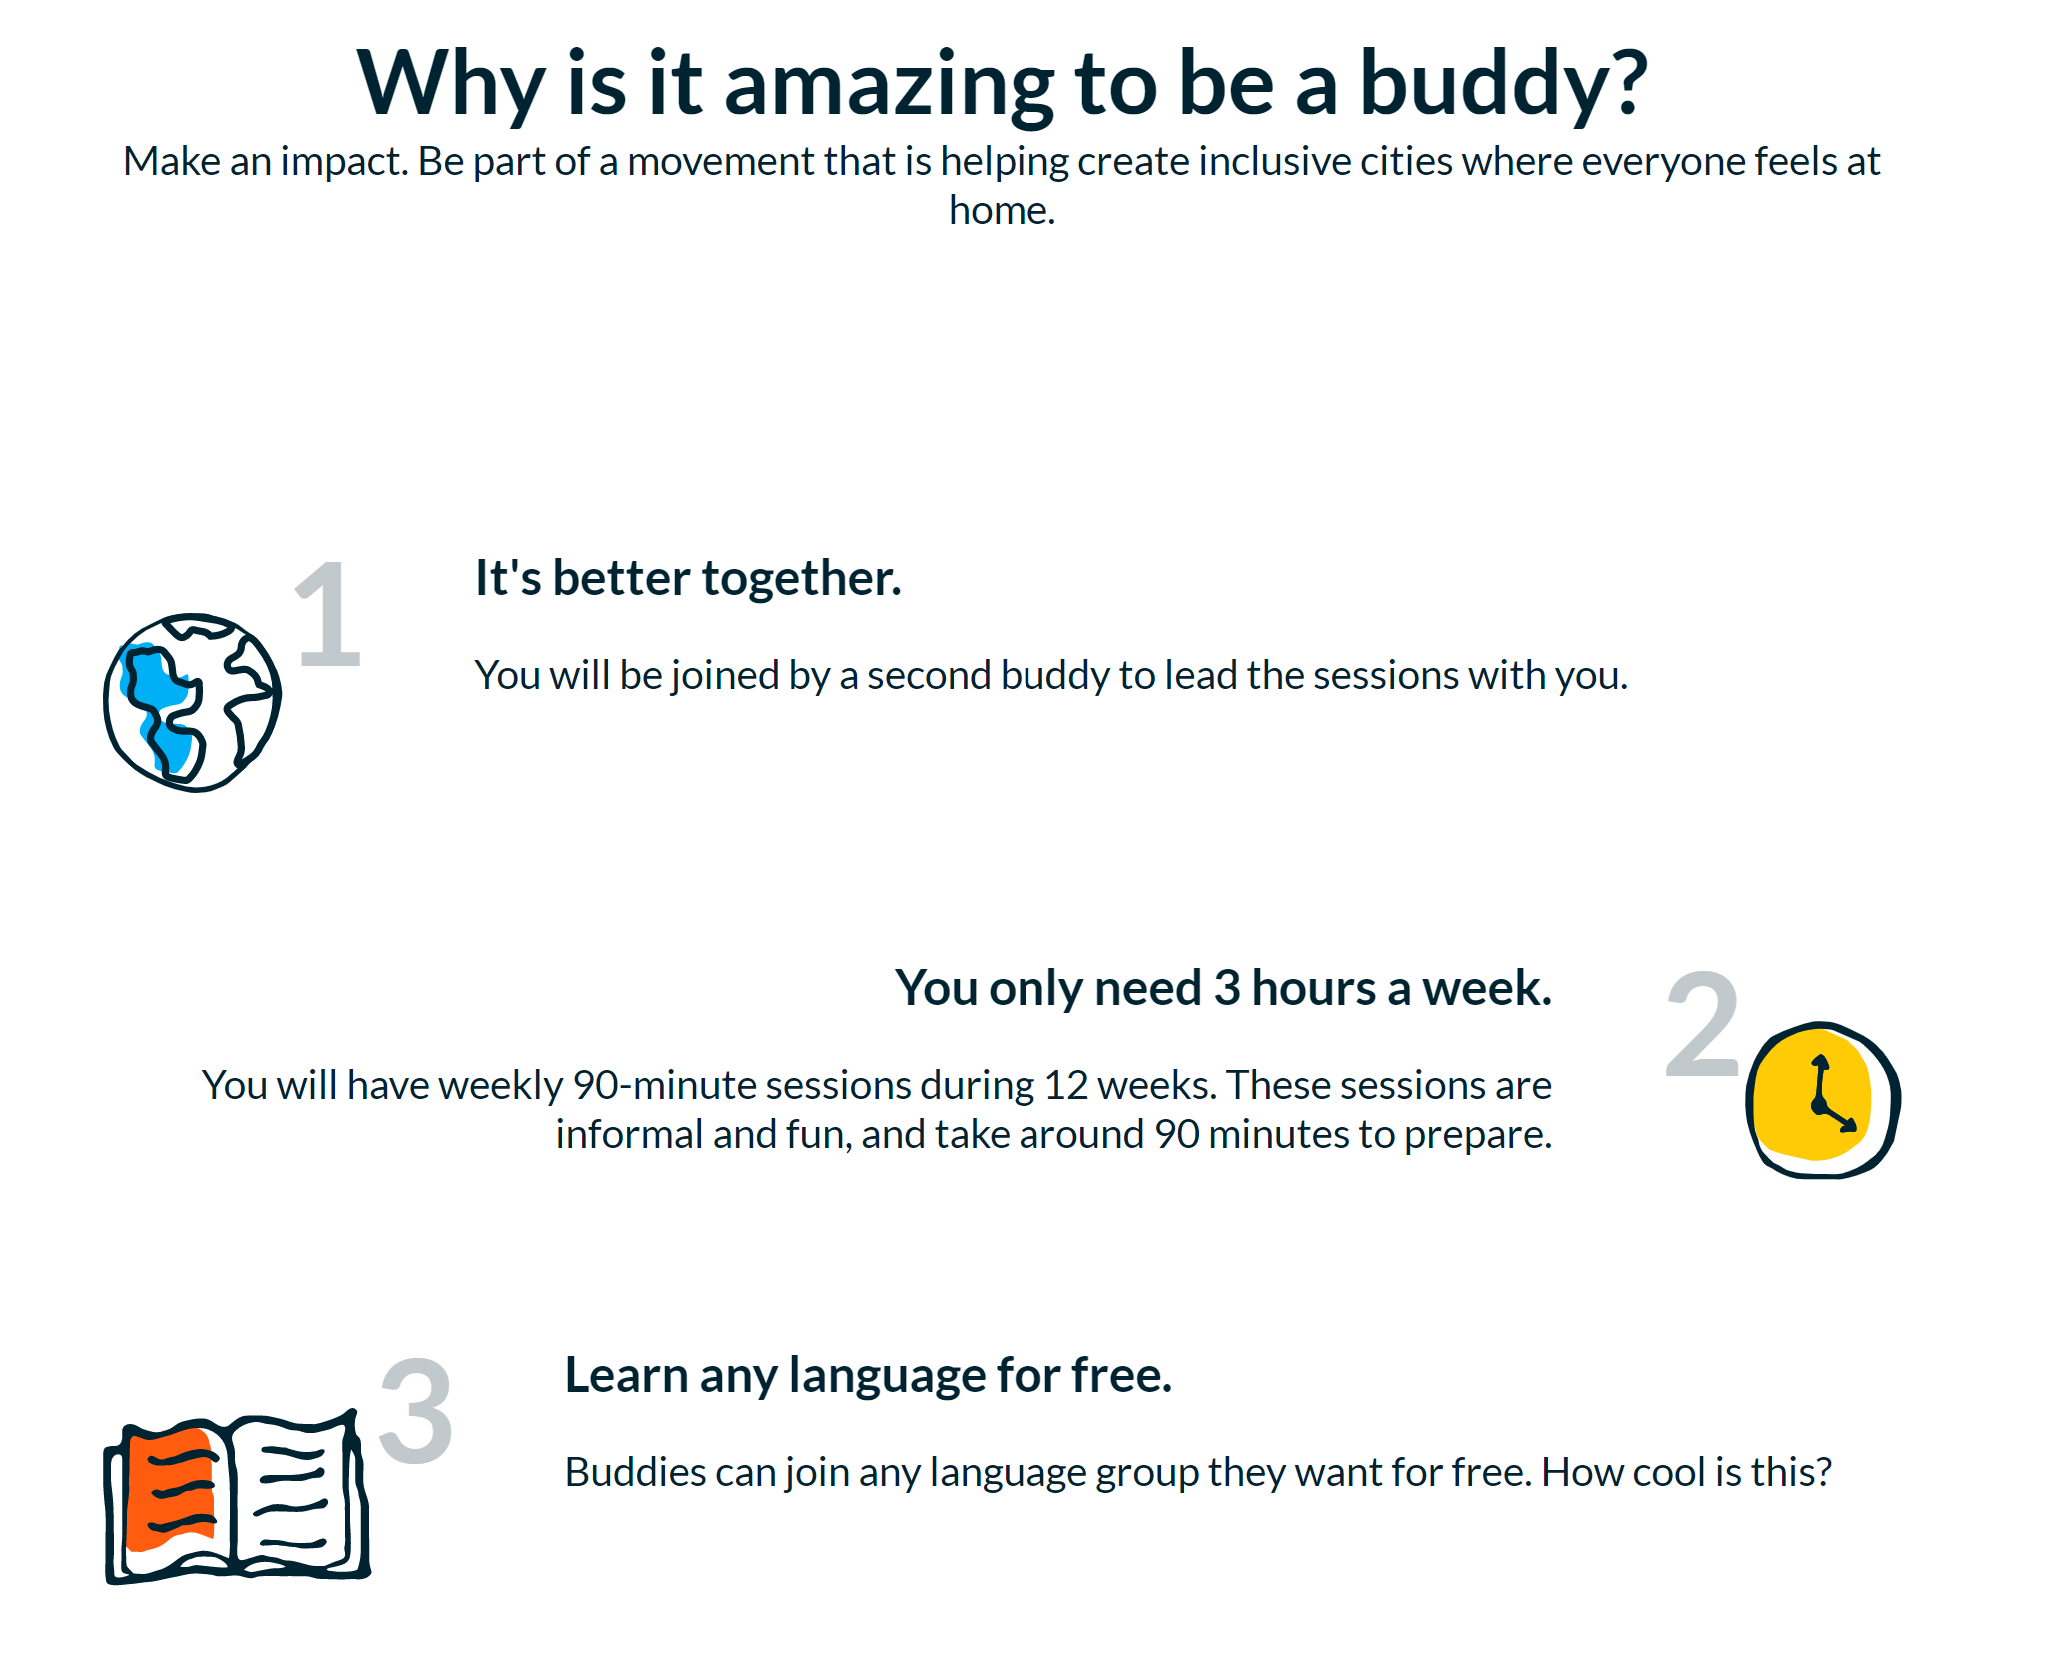 Why is it amazing to be a buddy?
Make an impact. Be part of a movement that is helping create inclusive cities where everyone feels at
home.
1
It's better together.
You will be joined by a second buddy to lead the sessions with you.
You only need 3 hours a week.
2
You will have weekly 90-minute sessions during 12 weeks. These sessions are
informal and fun, and take around 90 minutes to prepare.
3
Learn any language for free.
Buddies can join any language group they want for free. How cool is this?